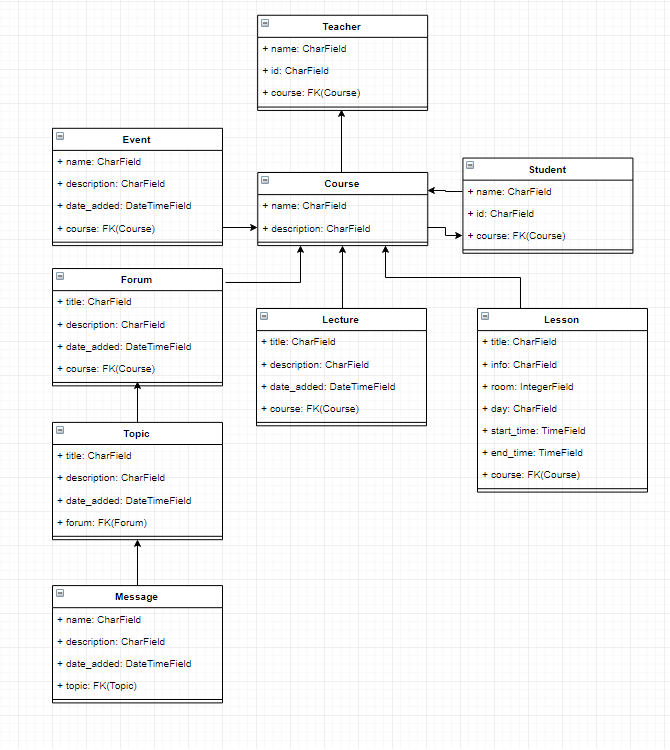 Teacher
+ name: CharField
+ id: CharField
+ course: FK(Course)
Event
+ name: CharField
+ description: CharField
+ date_added: DateTimeField
+ course: FK(Course)
Course
+ name: CharField
+ description: CharField
Student
+ name: CharField
+ id: CharField
+ course: FK(Course)
Forum
+ title: CharField
+ description: CharField
+ date_added: DateTimeField
+ course: FK(Course)
Lecture
+ title: CharField
+ description: CharField
+ date_added: DateTimeField
+ course: FK(Course)
Lesson
+ title: CharField
+ info: CharField
+ room: IntegerField
+ day: CharField
+ start_time: TimeField
+ end_time: TimeField
+ course: FK(Course)
Topic
+ title: CharField
+ description: CharField
+ date_added: DateTimeField
+ forum: FK(Forum)
Message
+ name: CharField
+ description: CharField
+ date_added: DateTimeField
+ topic: FK(Topic)